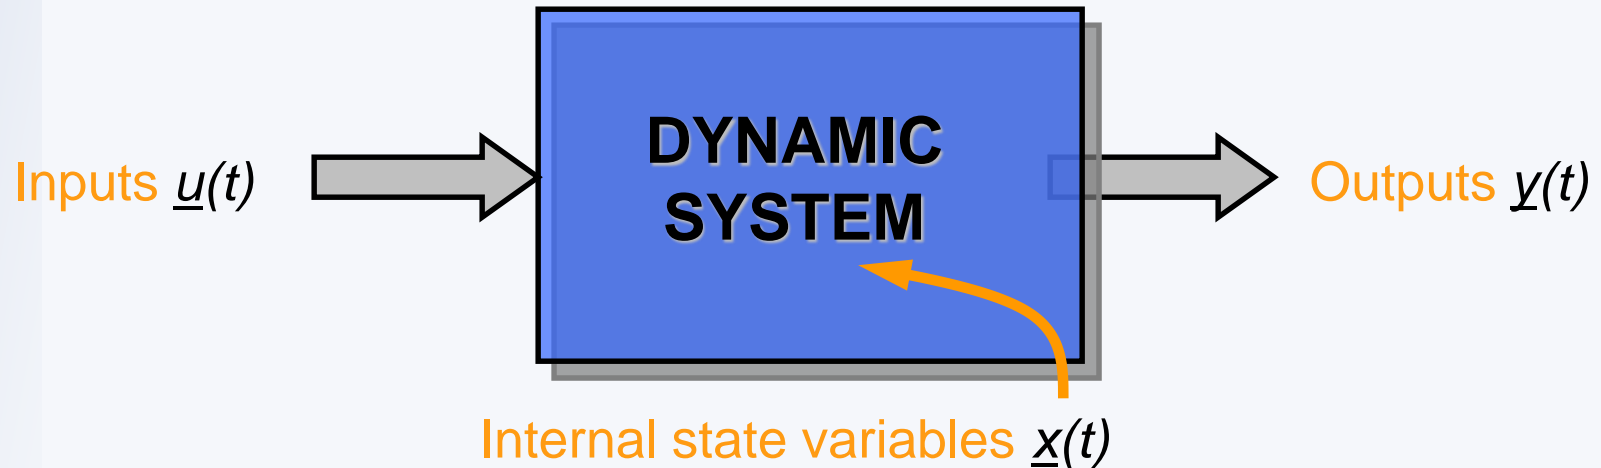 DYNAMIC
SYSTEM
Inputs u(t)
Outputs y(t)
Internal state variables x(t)